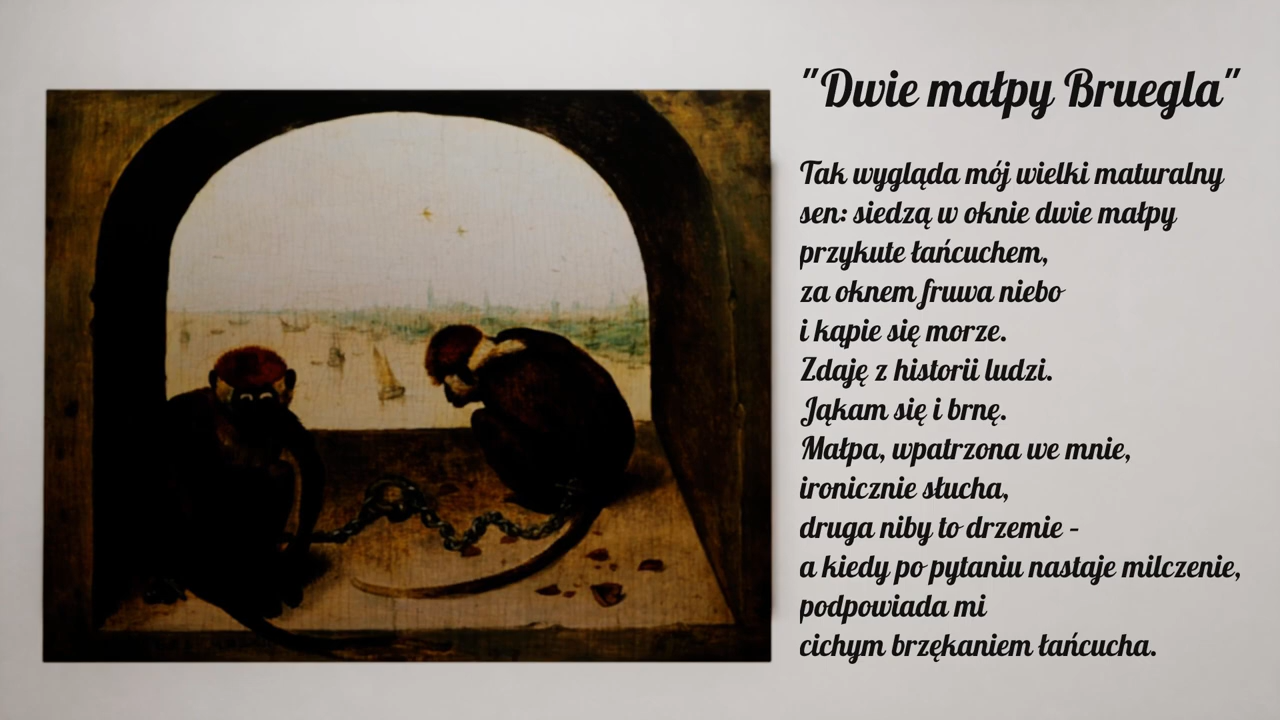 "Dwie małpy Bruegla"
Tak wygląda mój wielki maturalny
sen: siedzą w oknie dwie małpy
przykute łańcuchem,
za oknem fruwa niebo
i kąpie się morze.
Zdaję z historii ludzi.
Jąkam się i brnę.
Małpa, wpatrzona we mnie,
ironicznie słucha,
druga niby to drzemie –
a kiedy po pytaniu nastaje milczenie,
podpowiada mi
cichym brzękaniem łańcucha.